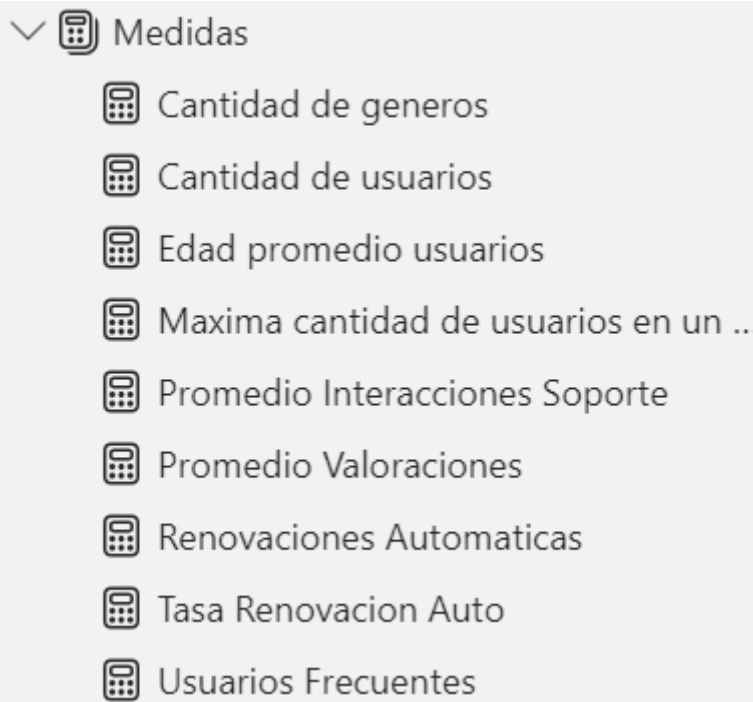 Medidas
Cantidad de generos
Cantidad de usuarios
Edad promedio usuarios
Maxima cantidad de usuarios en un ...
Promedio Interacciones Soporte
Promedio Valoraciones
Renovaciones Automaticas
Tasa Renovacion Auto
Usuarios Frecuentes